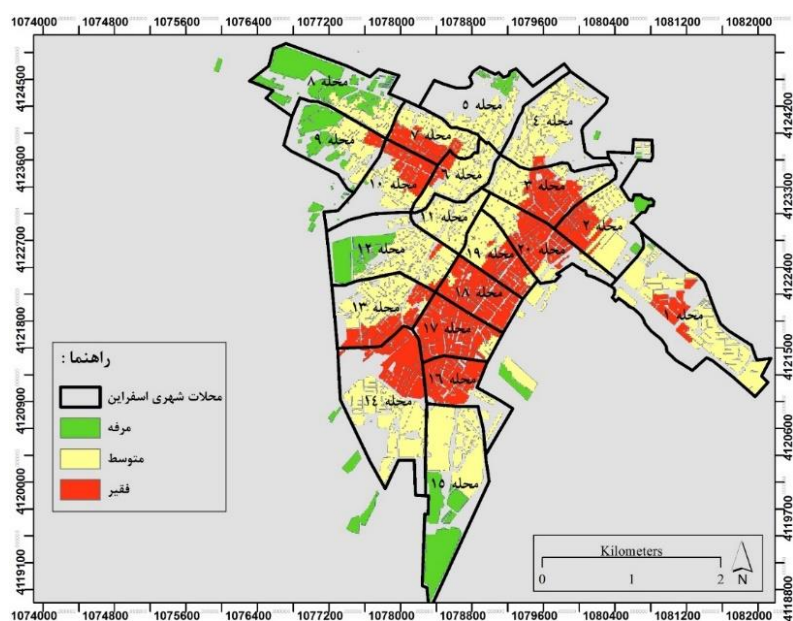 1074000 1074800 1075600 1076400 1077200 1078000 1078800 1079600 1080400 1081200 1082000
4124500
4123600
4122700
4121800
4120900
4120000
4119100
4124200
4123300
4122400
4121500
4120600
4119700
4118800
محله ۸
محله ۵
محله ۴
محله ۷
محله ۹
محله ۶
محله ۱۰
محله ۳
محله ۱۱
محله ۲
محله ۱۲
محله ۱۹
محله ۲۰
محله ۱۸
محله ۱۳
محله ۱۷
محله ۱
محله ۱۶
محله ۱۴
محله ۱۵
راهنما :
محلات شهری اسفراین
مرفه
متوسط
فقیر
Kilometers
0 1 2
N
1074000 1074800 1075600 1076400 1077200 1078000 1078800 1079600 1080400 1081200 1082000